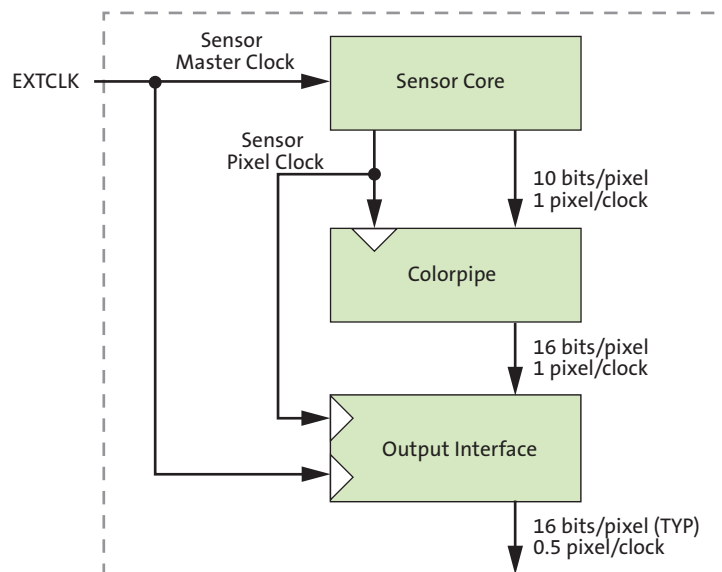 Sensor
Master Clock
EXTCLK
Sensor Core
Sensor
Pixel Clock
10 bits/pixel
1 pixel/clock
Colorpipe
16 bits/pixel
1 pixel/clock
Output Interface
16 bits/pixel (TYP)
0.5 pixel/clock